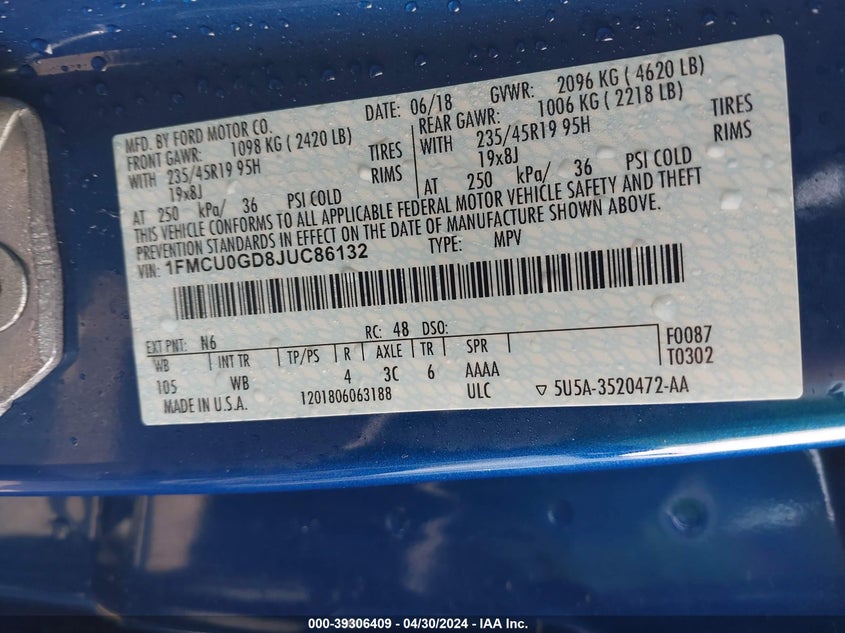 MFD. BY FORD MOTOR CO. DATE: 06/18 GVWR: 2096 KG ( 4620 LB)
FRONT GAWR: 1098 KG ( 2420 LB) REAR GAWR: 1006 KG ( 2218 LB)
WITH 235/45R19 95H TIRES WITH 235/45R19 95H TIRES
19x8J RIMS 19x8J RIMS
AT 250 kPa/ 36 PSI COLD AT 250 kPa/ 36 PSI COLD
THIS VEHICLE CONFORMS TO ALL APPLICABLE FEDERAL MOTOR VEHICLE SAFETY AND THEFT
PREVENTION STANDARDS IN EFFECT ON THE DATE OF MANUFACTURE SHOWN ABOVE.
VIN: 1FMCU0GD8JUC86132 TYPE: MPV
EXT PNT: N6 RC: 48 DSO: F0087
WB INT TR TP/PS R AXLE TR SPR T0302
105 WB 4 3C 6 AAAA
MADE IN U.S.A. 1201806063188 ULC ▽ 5U5A-3520472-AA
000-39306409 - 04/30/2024 - IAA Inc.